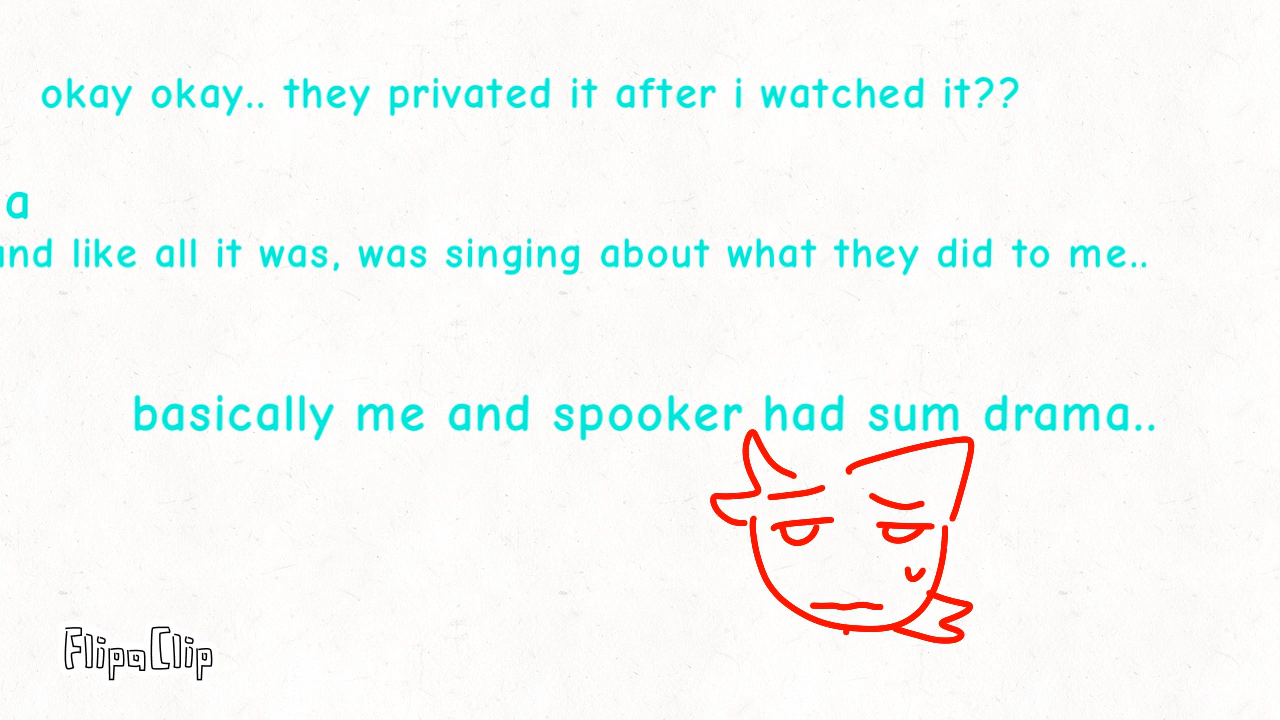 okay okay.. they privated it after i watched it??
a
and like all it was, was singing about what they did to me..
basically me and spooker had sum drama..
FlipaClip